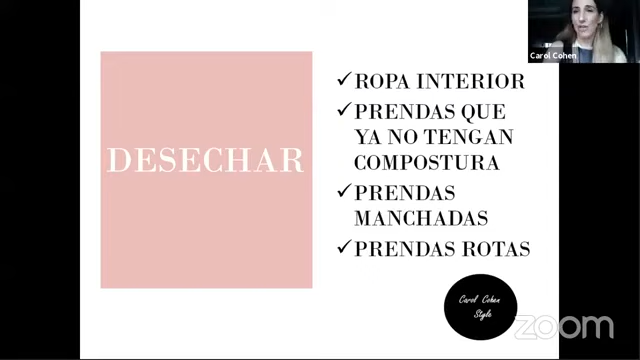 Carol Cohen
DESECHAR
✓ROPA INTERIOR
✓PRENDAS QUE
YA NO TENGAN
COMPOSTURA
✓PRENDAS
MANCHADAS
✓PRENDAS ROTAS
Carol Cohen
Style
zoom